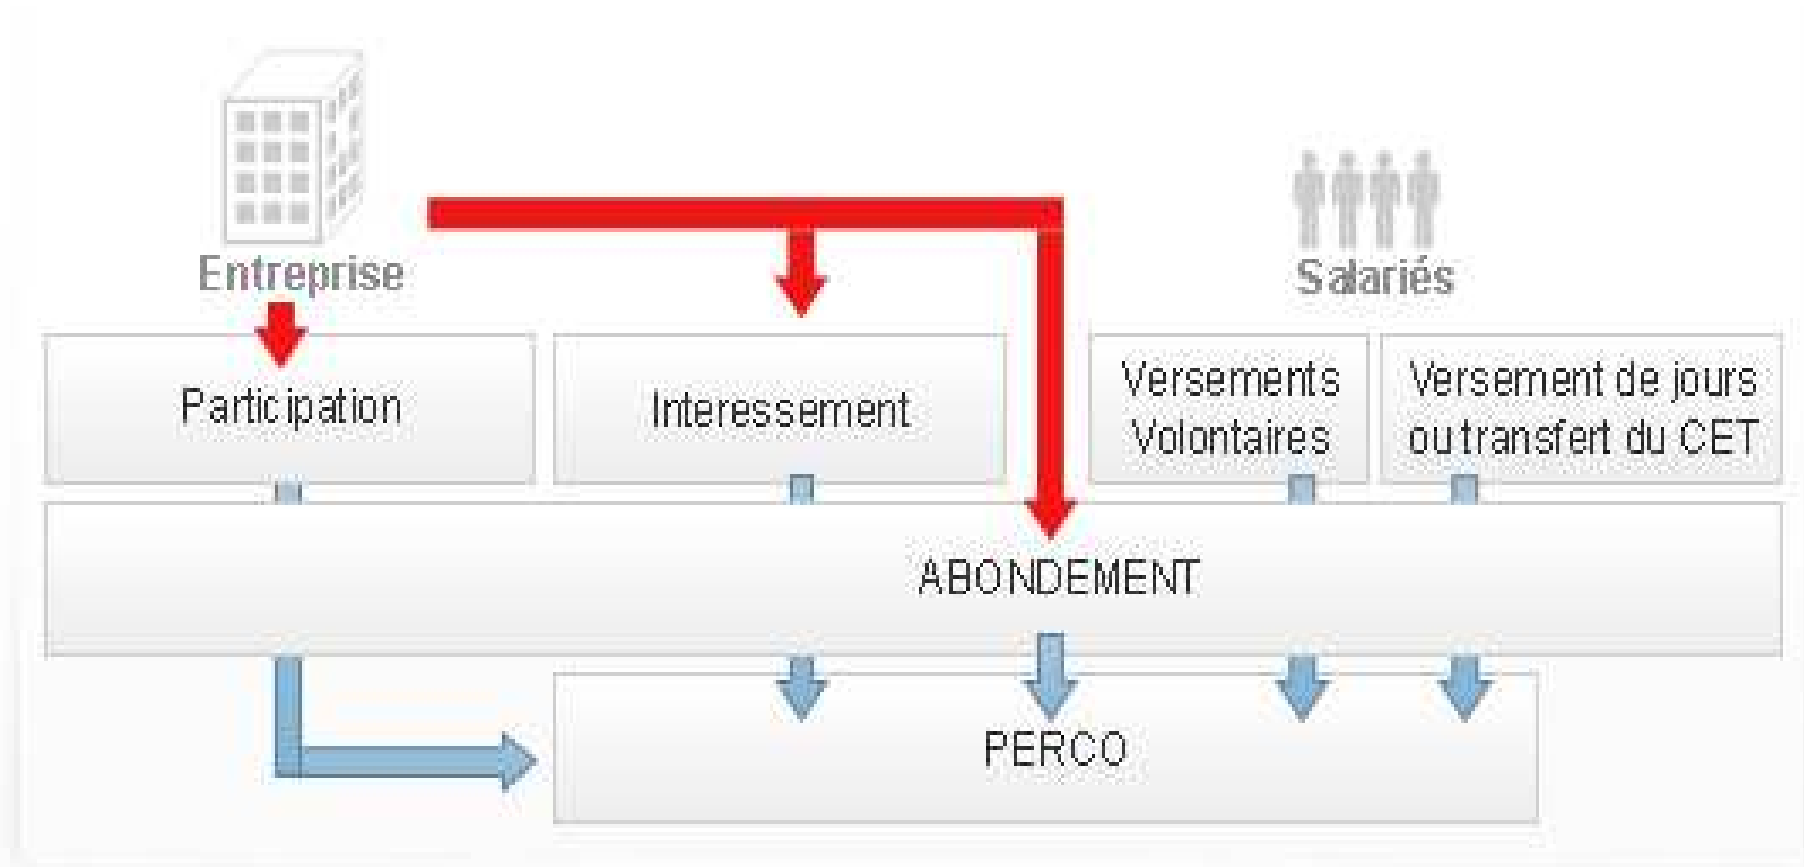 Entreprise
Salariés
Participation
Interessement
Versements
Volontaires
Versement de jours
ou transfert du CET
ABONDEMENT
PERCO